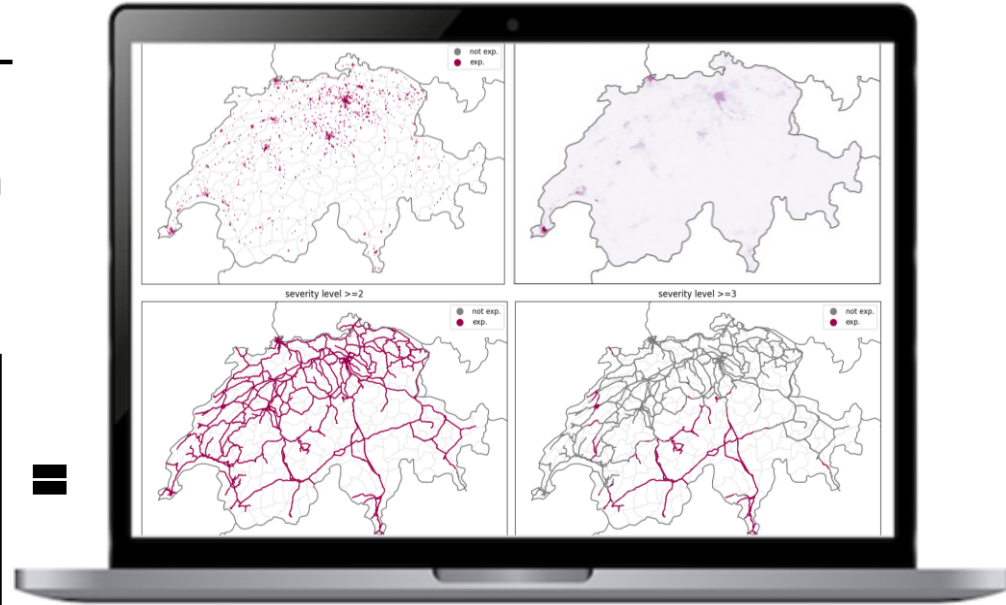 not exp.
exp.
severity level >=2
severity level >=3
not exp.
exp.
not exp.
exp.
=